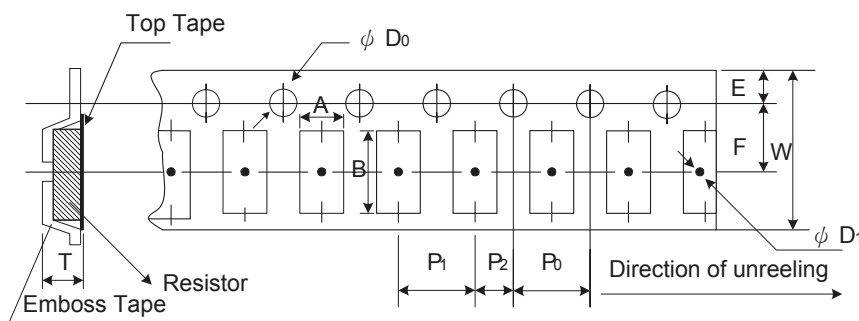 Top Tape
ψ D₀
A
E
F
W
B
ψ D₁
T
Resistor
P₁
P₂
P₀
Direction of unreeling
Emboss Tape